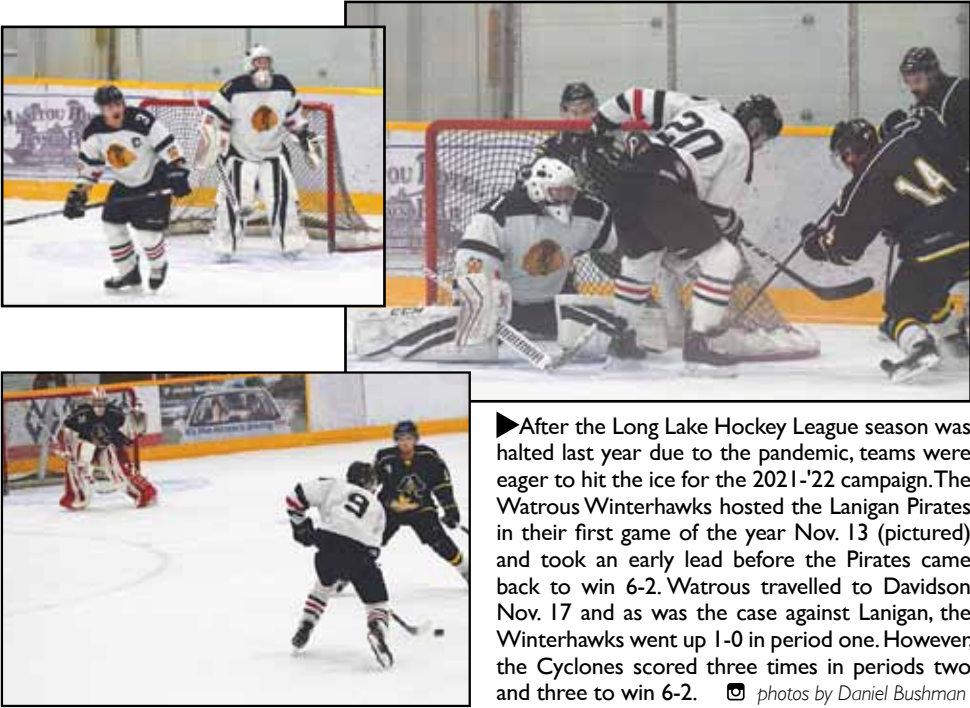 3
C
20
14
CCM
9
▶After the Long Lake Hockey League season was
halted last year due to the pandemic, teams were
eager to hit the ice for the 2021-'22 campaign. The
Watrous Winterhawks hosted the Lanigan Pirates
in their first game of the year Nov. 13 (pictured)
and took an early lead before the Pirates came
back to win 6-2. Watrous travelled to Davidson
Nov. 17 and as was the case against Lanigan, the
Winterhawks went up 1-0 in period one. However,
the Cyclones scored three times in periods two
and three to win 6-2. photos by Daniel Bushman